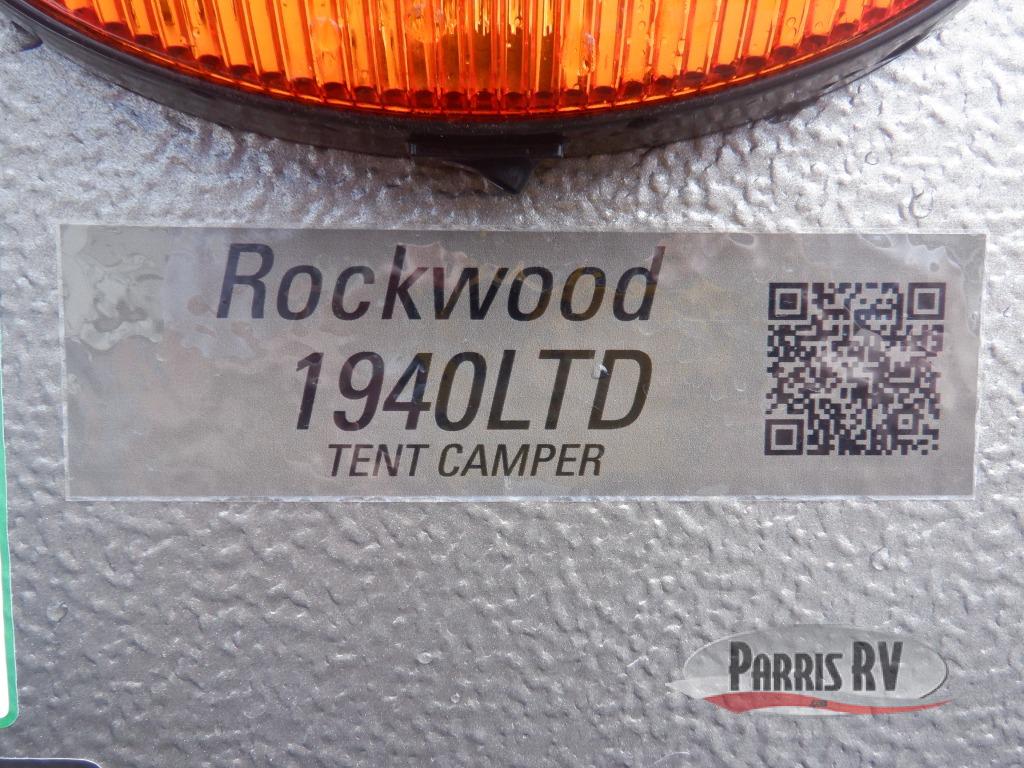 Rockwood
1940LTD
TENT CAMPER
PARRIS RV